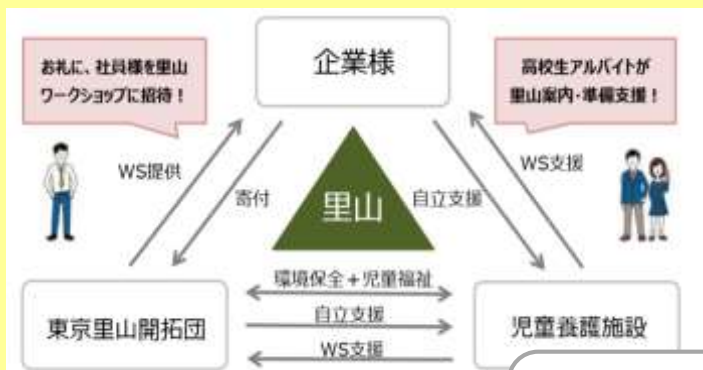 お礼に、社員様を里山
ワークショップに招待！
企業様
高校生アルバイトが
里山案内・準備支援！
WS提供
寄付
里山
自立支援
WS支援
東京里山開拓団
環境保全＋児童福祉
自立支援
WS支援
児童養護施設